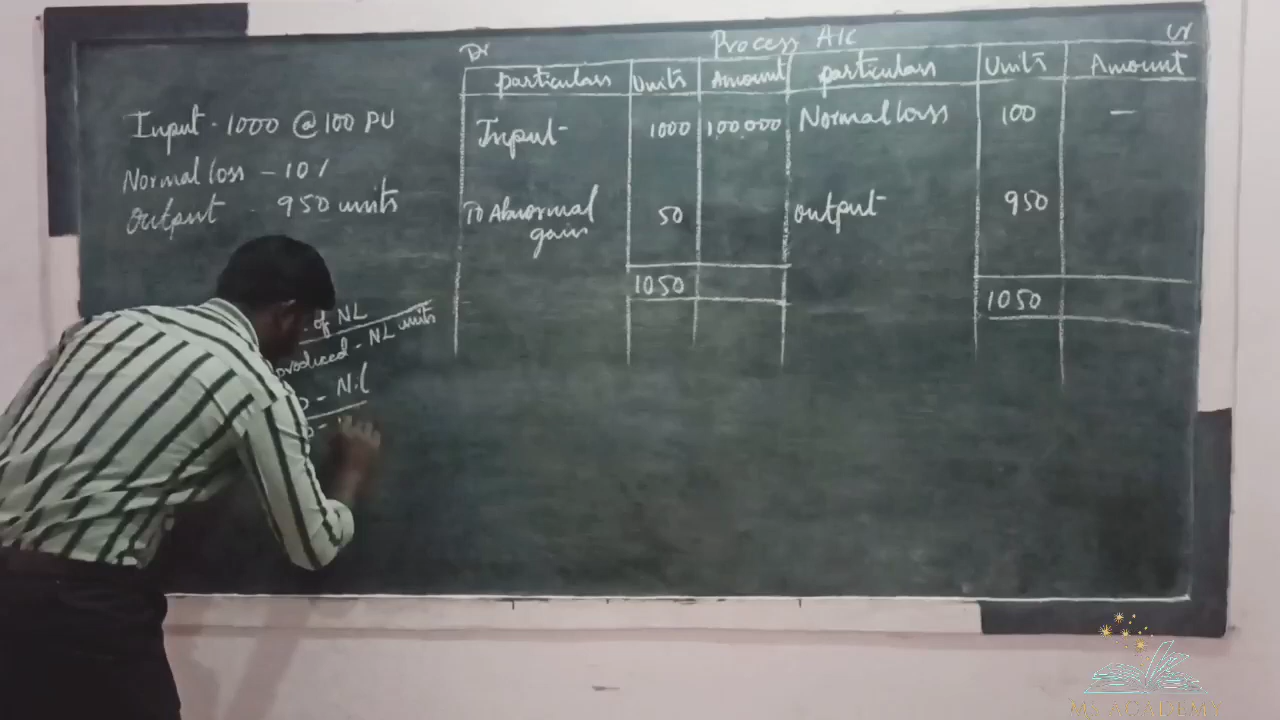 Input - 1000 @ 100 PU
Normal loss - 10%
Output - 950 units
of NL
produced - NL units
- N.L
Dr Process A/C Cr
particulars Units Amount particulars Units Amount
Input - 1000 100,000 Normal loss 100 —
To Abnormal gain 50 output 950
1050 1050
M ACADEMY